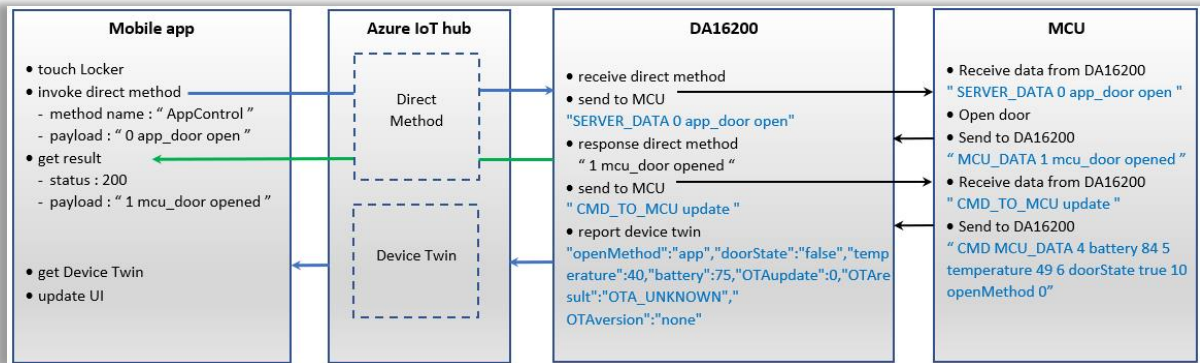 Mobile app
• touch Locker
• invoke direct method
- method name : “ AppControl ”
- payload : “ 0 app_door open ”
• get result
- status : 200
- payload : “ 1 mcu_door opened ”
• get Device Twin
• update UI
Azure IoT hub
Direct
Method
Device Twin
DA16200
• receive direct method
• send to MCU
"SERVER_DATA 0 app_door open"
• response direct method
“ 1 mcu_door opened “
• send to MCU
" CMD_TO_MCU update "
• report device twin
"openMethod":"app","doorState":"false","temp
erature":40,"battery":75,"OTAupdate":0,"OTAre
sult":"OTA_UNKNOWN","
OTAversion":"none"
MCU
• Receive data from DA16200
" SERVER_DATA 0 app_door open "
• Open door
• Send to DA16200
“ MCU_DATA 1 mcu_door opened ”
• Receive data from DA16200
" CMD_TO_MCU update "
• Send to DA16200
“ CMD MCU_DATA 4 battery 84 5
temperature 49 6 doorState true 10
openMethod 0”